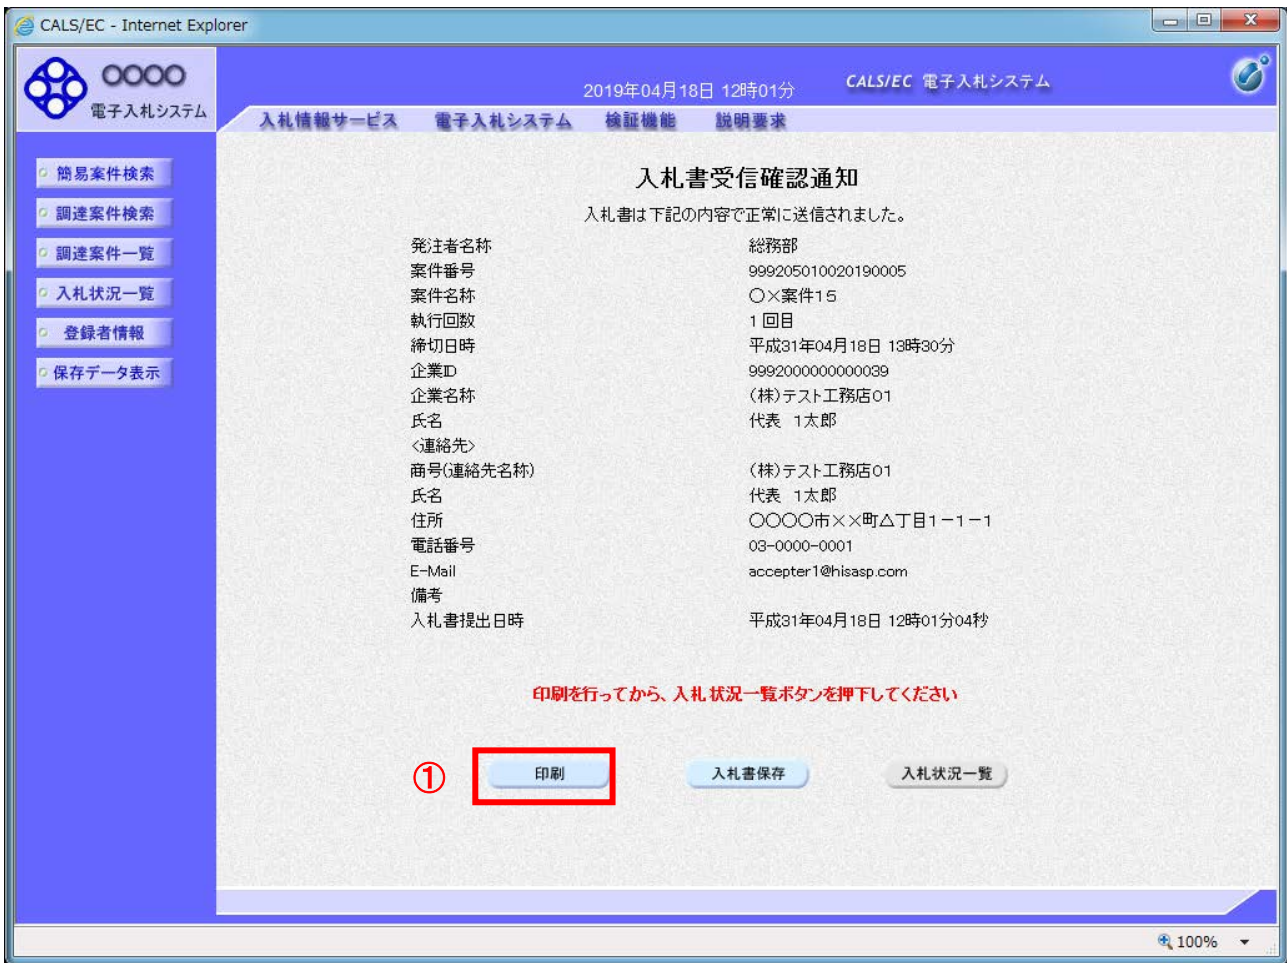 CALS/EC - Internet Explorer
○○○○
電子入札システム
2019年04月18日 12時01分
CALS/EC 電子入札システム
入札情報サービス 電子入札システム 検証機能 説明要求
簡易案件検索
調達案件検索
調達案件一覧
入札状況一覧
登録者情報
保存データ表示
入札書受信確認通知
入札書は下記の内容で正常に送信されました。
発注者名称 総務部
案件番号 999205010020190005
案件名称 ○×案件15
執行回数 1回目
締切日時 平成31年04月18日 13時30分
企業ID 9992000000000039
企業名称 (株)テスト工務店01
氏名 代表 1太郎
<連絡先>
商号(連絡先名称) (株)テスト工務店01
氏名 代表 1太郎
住所 ○○○○市××町△丁目1-1-1
電話番号 03-0000-0001
E-Mail accepter1@hisasp.com
備考
入札書提出日時 平成31年04月18日 12時01分04秒
印刷を行ってから、入札状況一覧ボタンを押下してください
① 印刷 入札書保存 入札状況一覧
100%